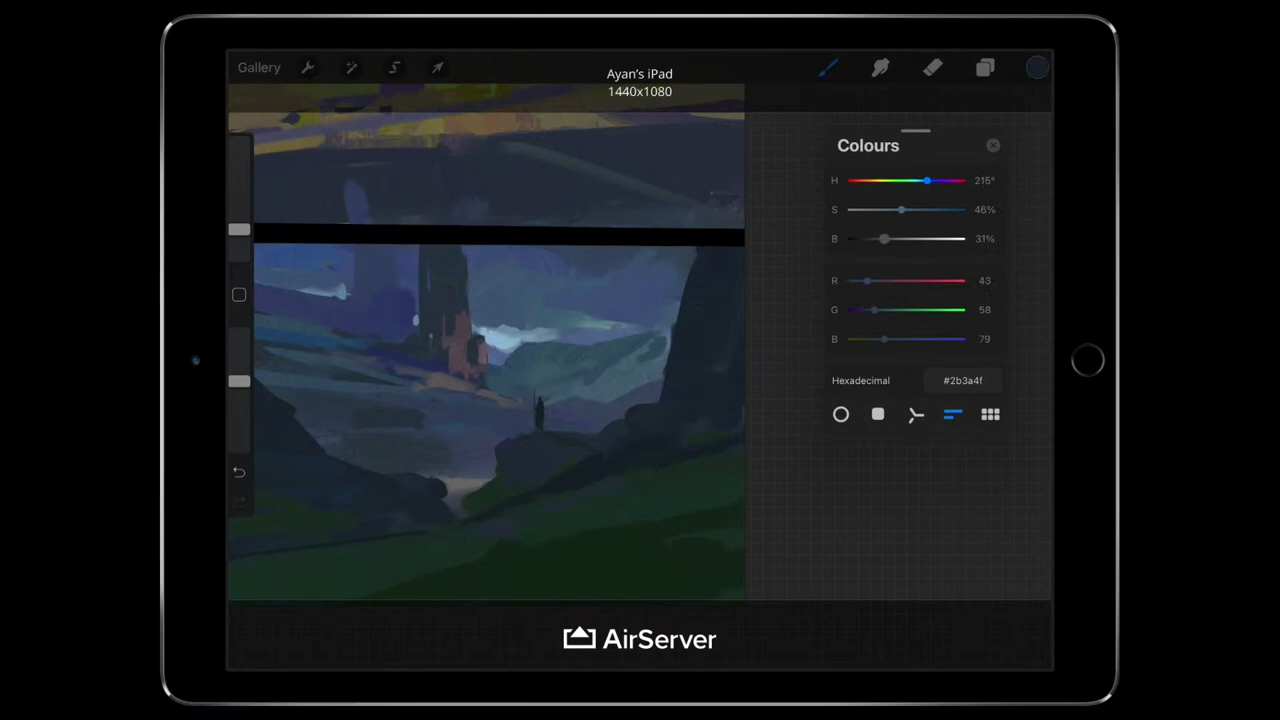 Gallery
Ayan's iPad
1440x1080
Colours
H 215°
S 46%
B 31%
R 43
G 58
B 79
Hexadecimal #2b3a4f
AirServer